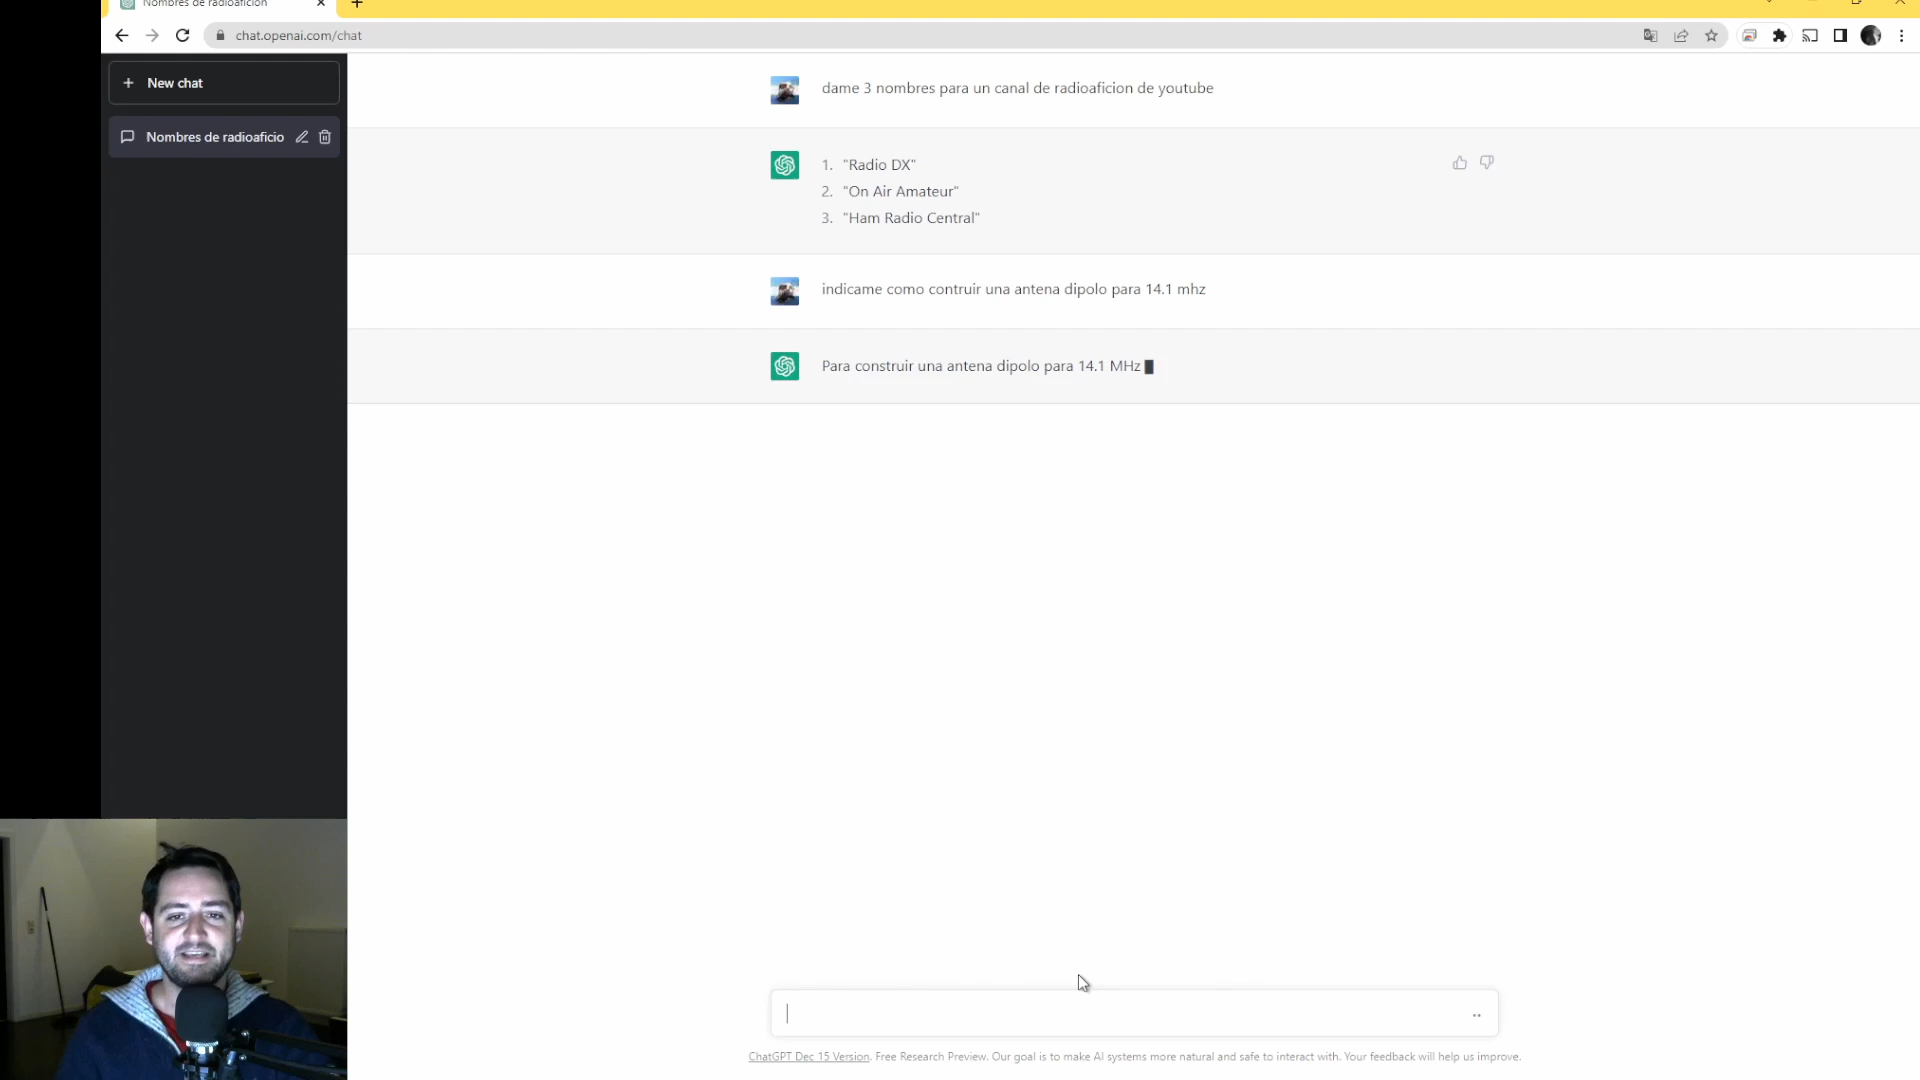 Nombres de radioaficion
chat.openai.com/chat
New chat
Nombres de radioaficio
dame 3 nombres para un canal de radioaficion de youtube
1. "Radio DX"
2. "On Air Amateur"
3. "Ham Radio Central"
indicame como contruir una antena dipolo para 14.1 mhz
Para construir una antena dipolo para 14.1 MHz
ChatGPT Dec 15 Version. Free Research Preview. Our goal is to make AI systems more natural and safe to interact with. Your feedback will help us improve.